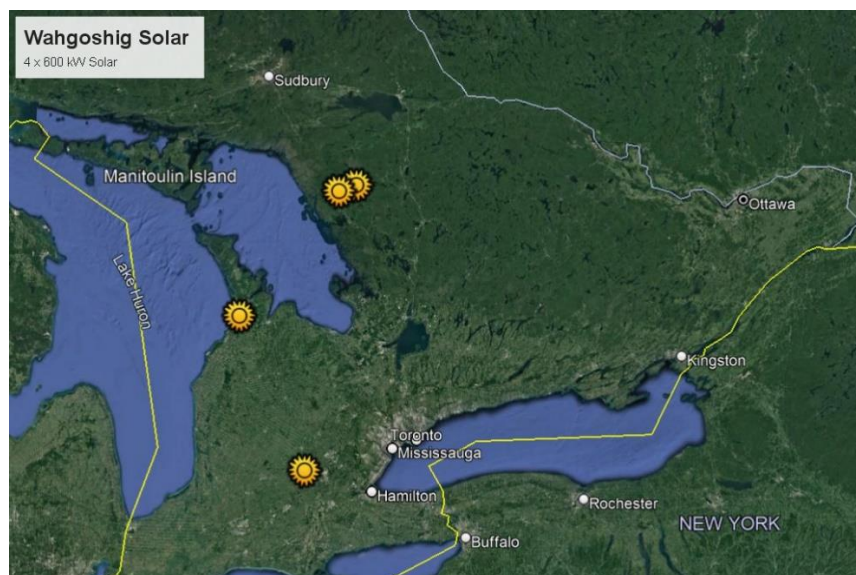 Wahgoshig Solar
4 x 600 kW Solar
Sudbury
Manitoulin Island
Ottawa
Lake Huron
Kingston
Toronto
Mississauga
Hamilton
Rochester
NEW YORK
Buffalo